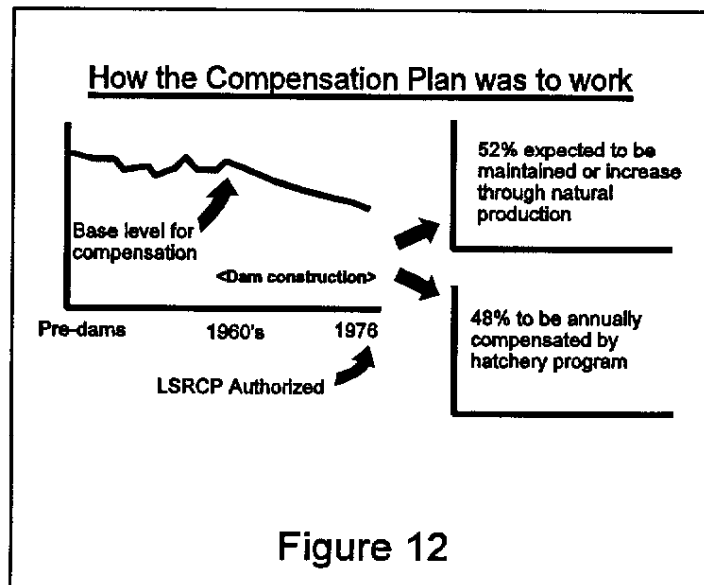 How the Compensation Plan was to work
Base level for
compensation
<Dam construction>
Pre-dams 1960's 1976
LSRCP Authorized
52% expected to be
maintained or increase
through natural
production
48% to be annually
compensated by
hatchery program
Figure 12